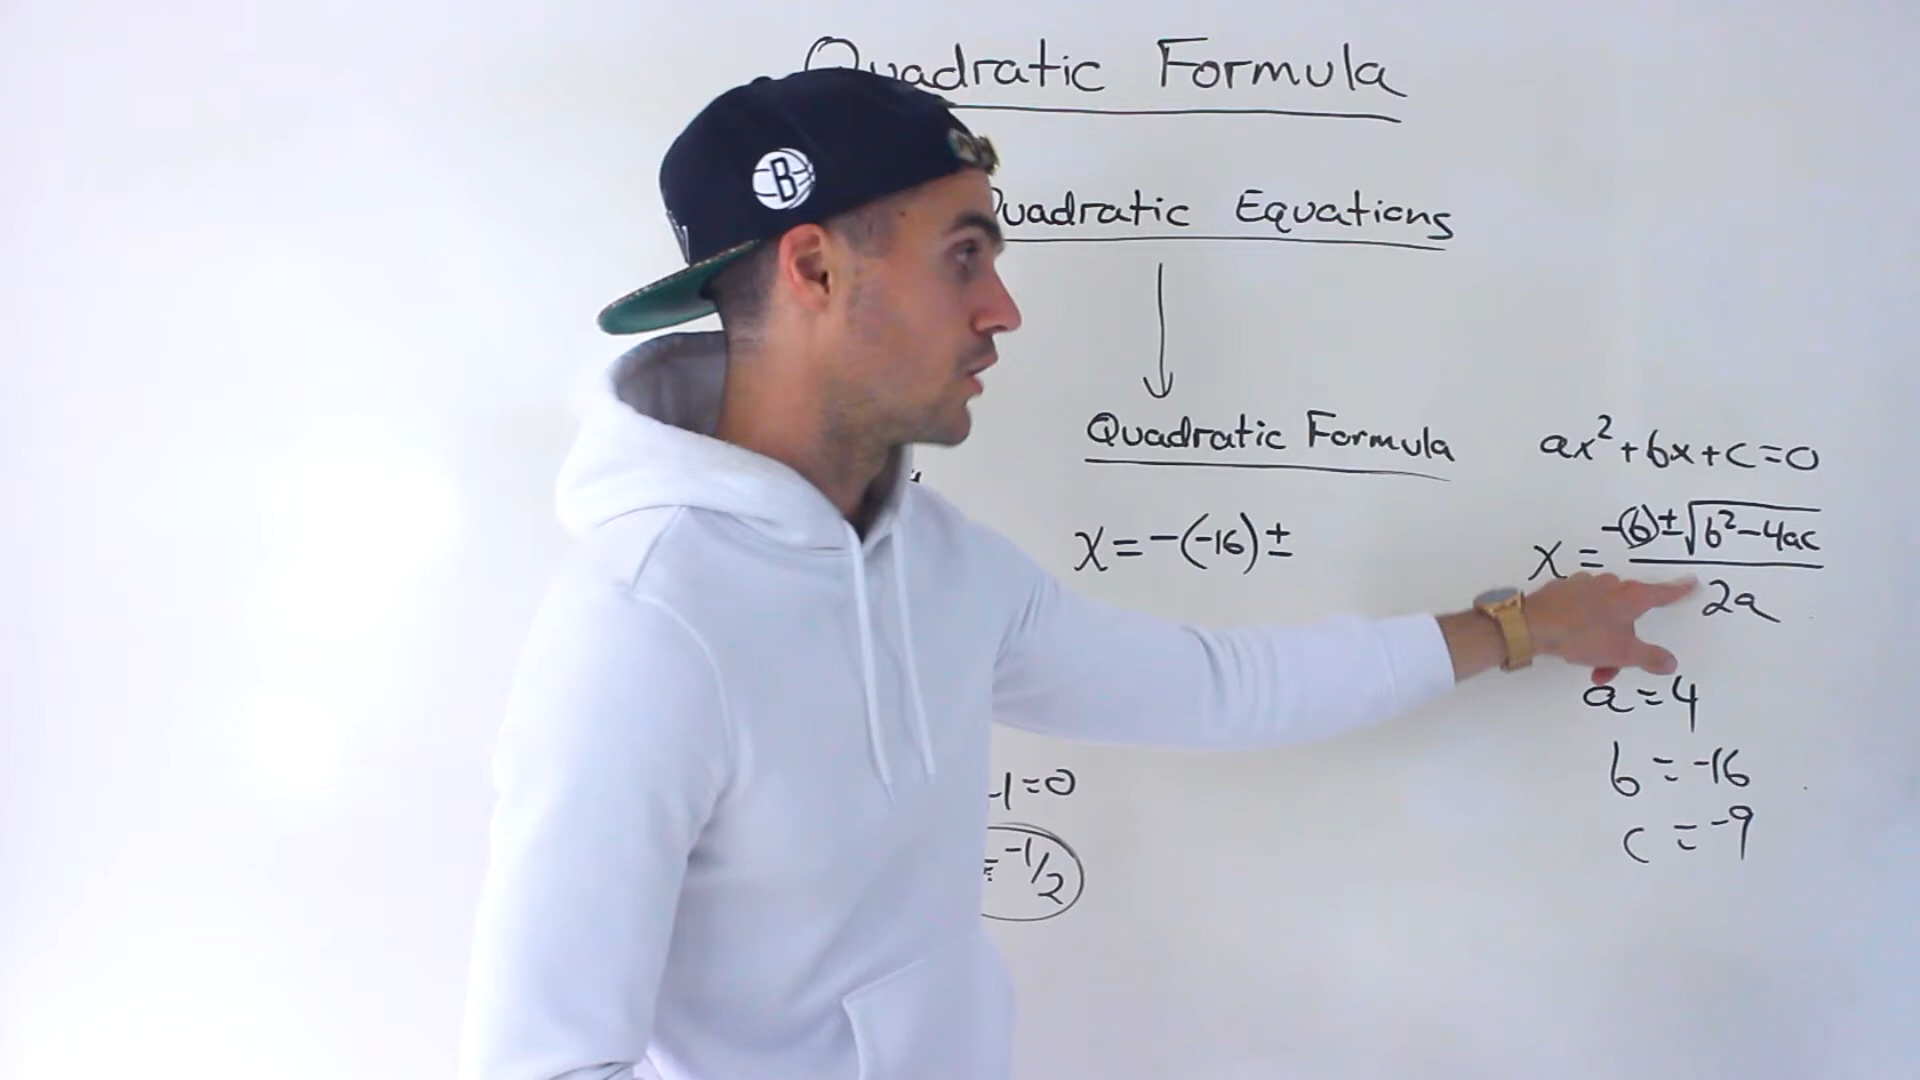 Quadratic Formula
Quadratic Equations
Quadratic Formula
x = -(-16) ±
-1=0
= -1/2
ax²+bx+c=0
x = -(b)±√b²-4ac / 2a
a=4
b=-16
c=-9
B